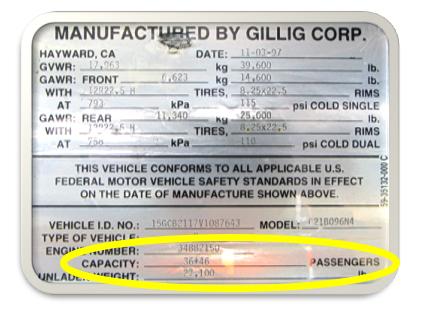 MANUFACTURED BY GILLIG CORP.
HAYWARD, CA DATE: 11-03-97
GVWR: 17,963 kg 39,600 lb.
GAWR: FRONT 6,623 kg 14,600 lb.
WITH 12R22.5 H TIRES, 8.25x22.5 RIMS
AT 793 kPa 115 psi COLD SINGLE
GAWR: REAR 11,340 kg 25,000 lb.
WITH 12R22.5 H TIRES, 8.25x22.5 RIMS
AT 758 kPa 110 psi COLD DUAL
THIS VEHICLE CONFORMS TO ALL APPLICABLE U.S.
FEDERAL MOTOR VEHICLE SAFETY STANDARDS IN EFFECT
ON THE DATE OF MANUFACTURE SHOWN ABOVE.
59-35132-000 C
VEHICLE I.D. NO.: MODEL:
TYPE OF VEHICLE:
ENGINE NUMBER: 34882150
CAPACITY: 36+46 PASSENGERS
UNLADEN WEIGHT: 22,100 lb.